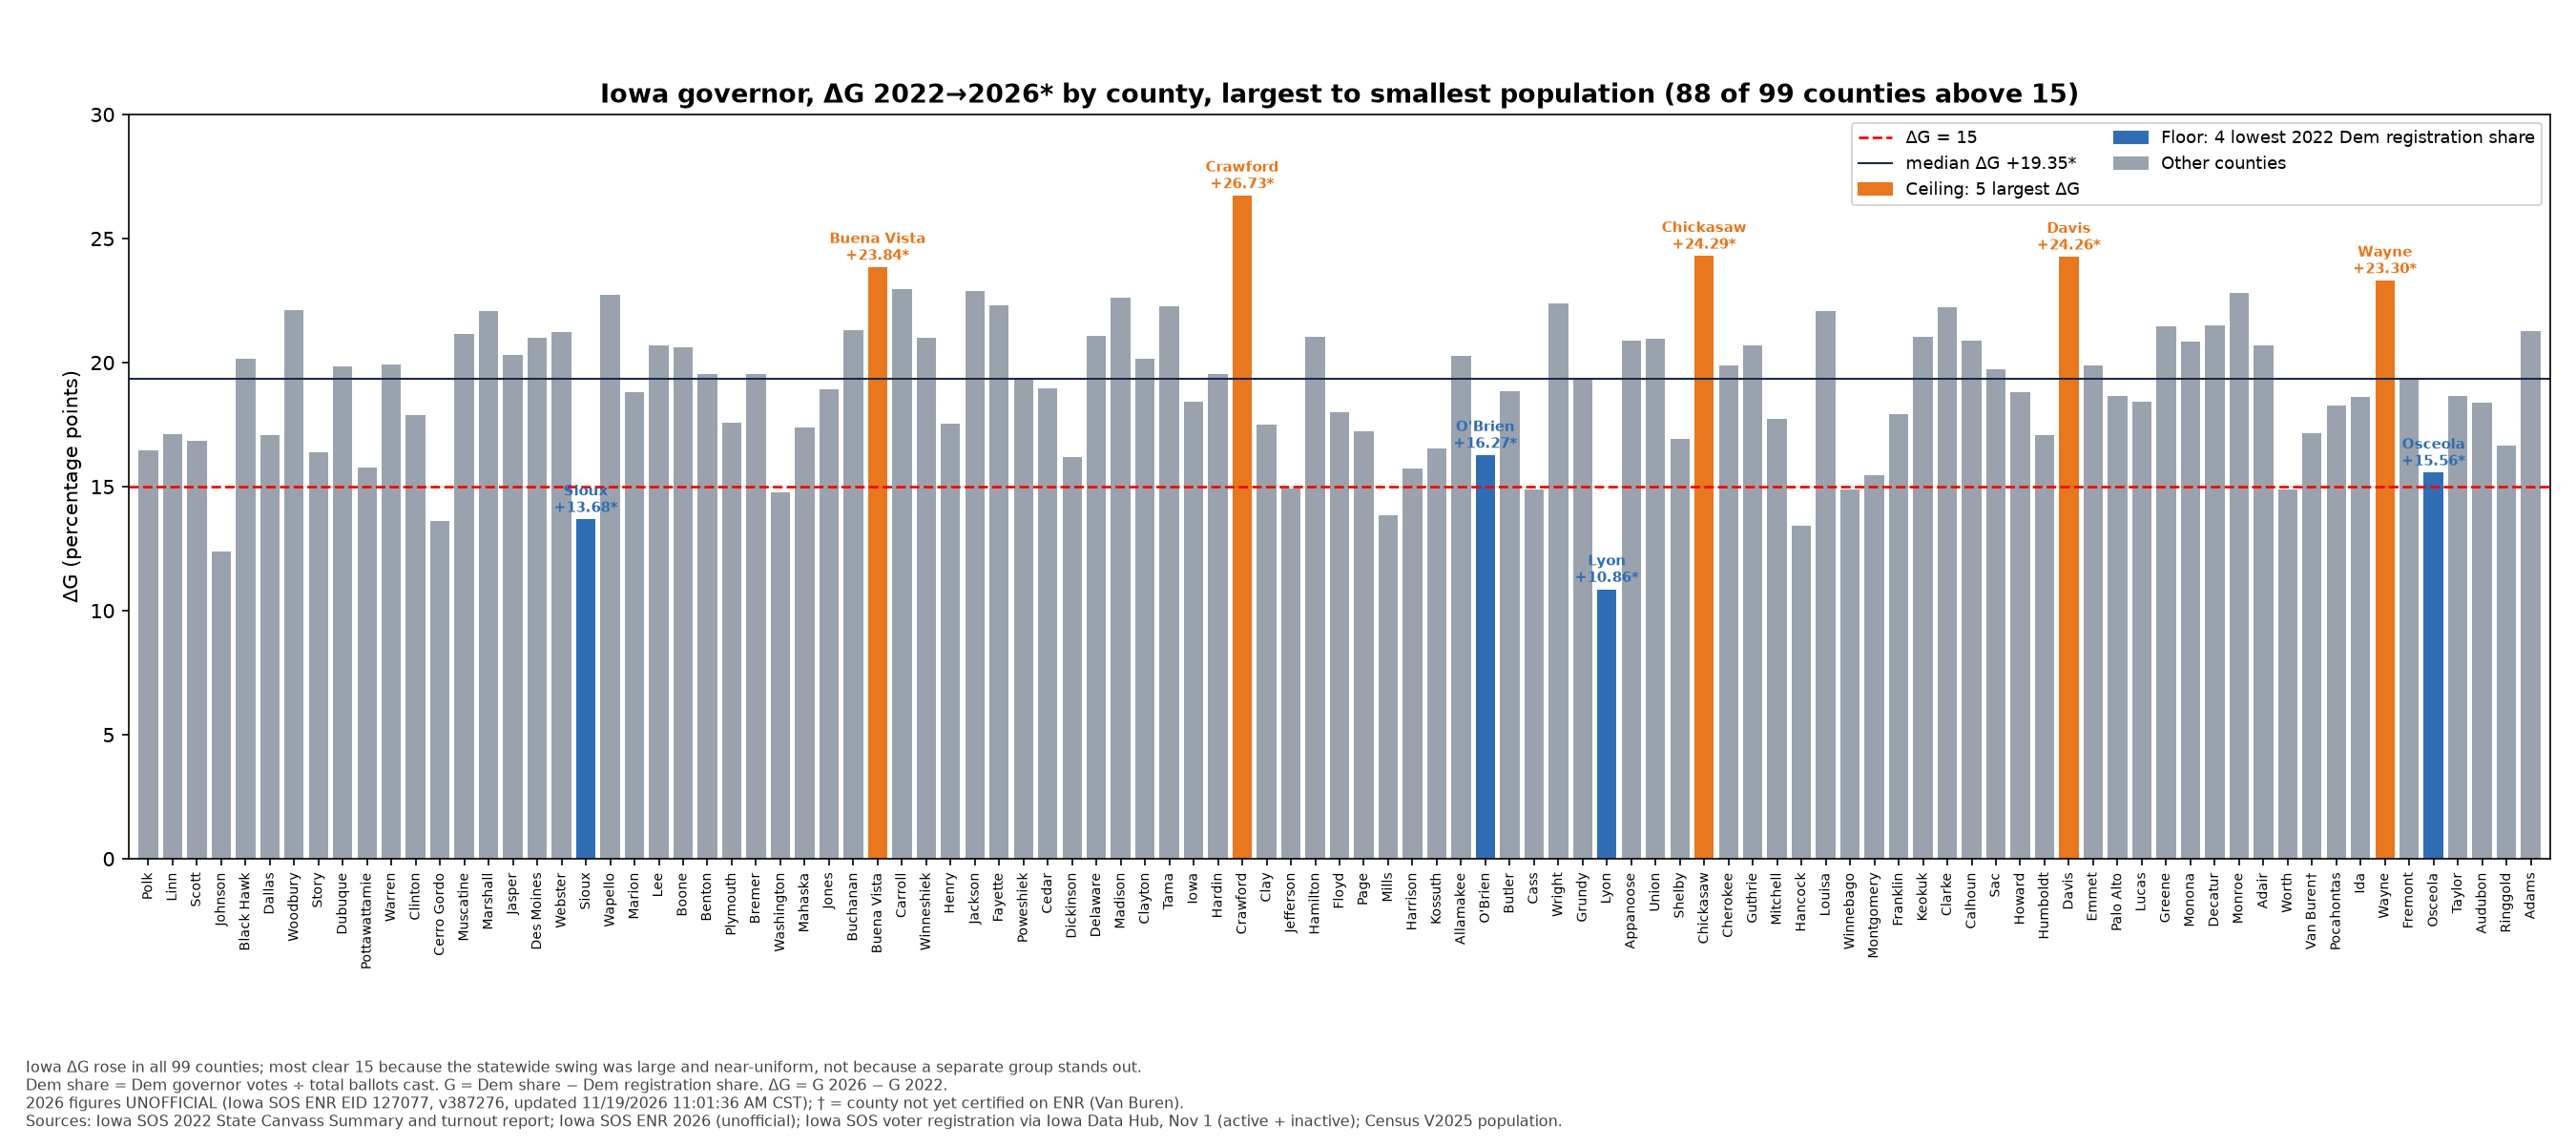 Iowa governor, ΔG 2022→2026* by county, largest to smallest population (88 of 99 counties above 15)
ΔG = 15
median ΔG +19.35*
Ceiling: 5 largest ΔG
Floor: 4 lowest 2022 Dem registration share
Other counties
ΔG (percentage points)
30
25
20
15
10
5
0
Sioux
+13.68*
Buena Vista
+23.84*
Crawford
+26.73*
O'Brien
+16.27*
Lyon
+10.86*
Chickasaw
+24.29*
Davis
+24.26*
Wayne
+23.30*
Osceola
+15.56*
Polk
Linn
Scott
Johnson
Black Hawk
Dallas
Woodbury
Story
Dubuque
Pottawattamie
Warren
Clinton
Cerro Gordo
Muscatine
Marshall
Jasper
Des Moines
Webster
Sioux
Wapello
Marion
Lee
Boone
Benton
Plymouth
Bremer
Washington
Mahaska
Jones
Buchanan
Buena Vista
Carroll
Winneshiek
Henry
Jackson
Fayette
Poweshiek
Cedar
Dickinson
Delaware
Madison
Clayton
Tama
Iowa
Hardin
Crawford
Clay
Jefferson
Hamilton
Floyd
Page
Mills
Harrison
Kossuth
Allamakee
O'Brien
Butler
Cass
Wright
Grundy
Lyon
Appanoose
Union
Shelby
Chickasaw
Cherokee
Guthrie
Mitchell
Hancock
Louisa
Winnebago
Montgomery
Franklin
Keokuk
Clarke
Calhoun
Sac
Howard
Humboldt
Davis
Emmet
Palo Alto
Lucas
Greene
Monona
Decatur
Monroe
Adair
Worth
Van Buren†
Pocahontas
Ida
Wayne
Fremont
Osceola
Taylor
Audubon
Ringgold
Adams
Iowa ΔG rose in all 99 counties; most clear 15 because the statewide swing was large and near-uniform, not because a separate group stands out.
Dem share = Dem governor votes ÷ total ballots cast. G = Dem share − Dem registration share. ΔG = G 2026 − G 2022.
2026 figures UNOFFICIAL (Iowa SOS ENR EID 127077, v387276, updated 11/19/2026 11:01:36 AM CST); † = county not yet certified on ENR (Van Buren).
Sources: Iowa SOS 2022 State Canvass Summary and turnout report; Iowa SOS ENR 2026 (unofficial); Iowa SOS voter registration via Iowa Data Hub, Nov 1 (active + inactive); Census V2025 population.